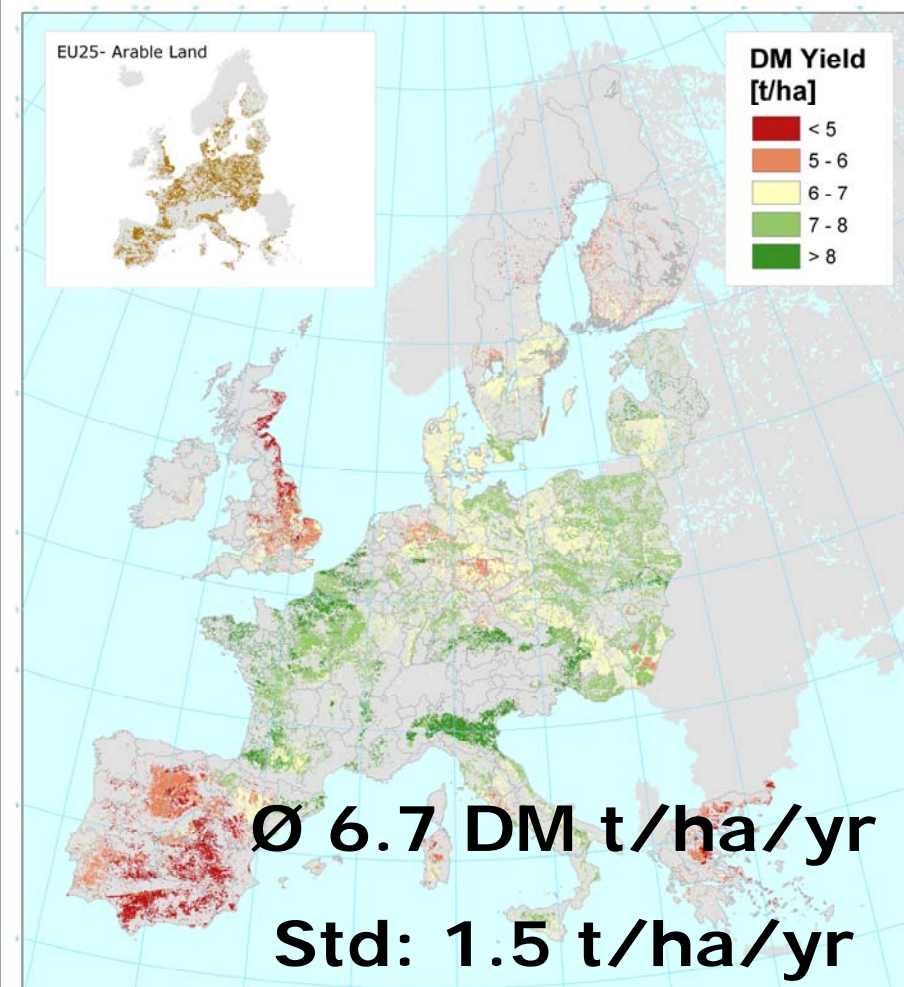 EU25- Arable Land
DM Yield
[t/ha]
< 5
5 - 6
6 - 7
7 - 8
> 8
Ø 6.7 DM t/ha/yr
Std: 1.5 t/ha/yr